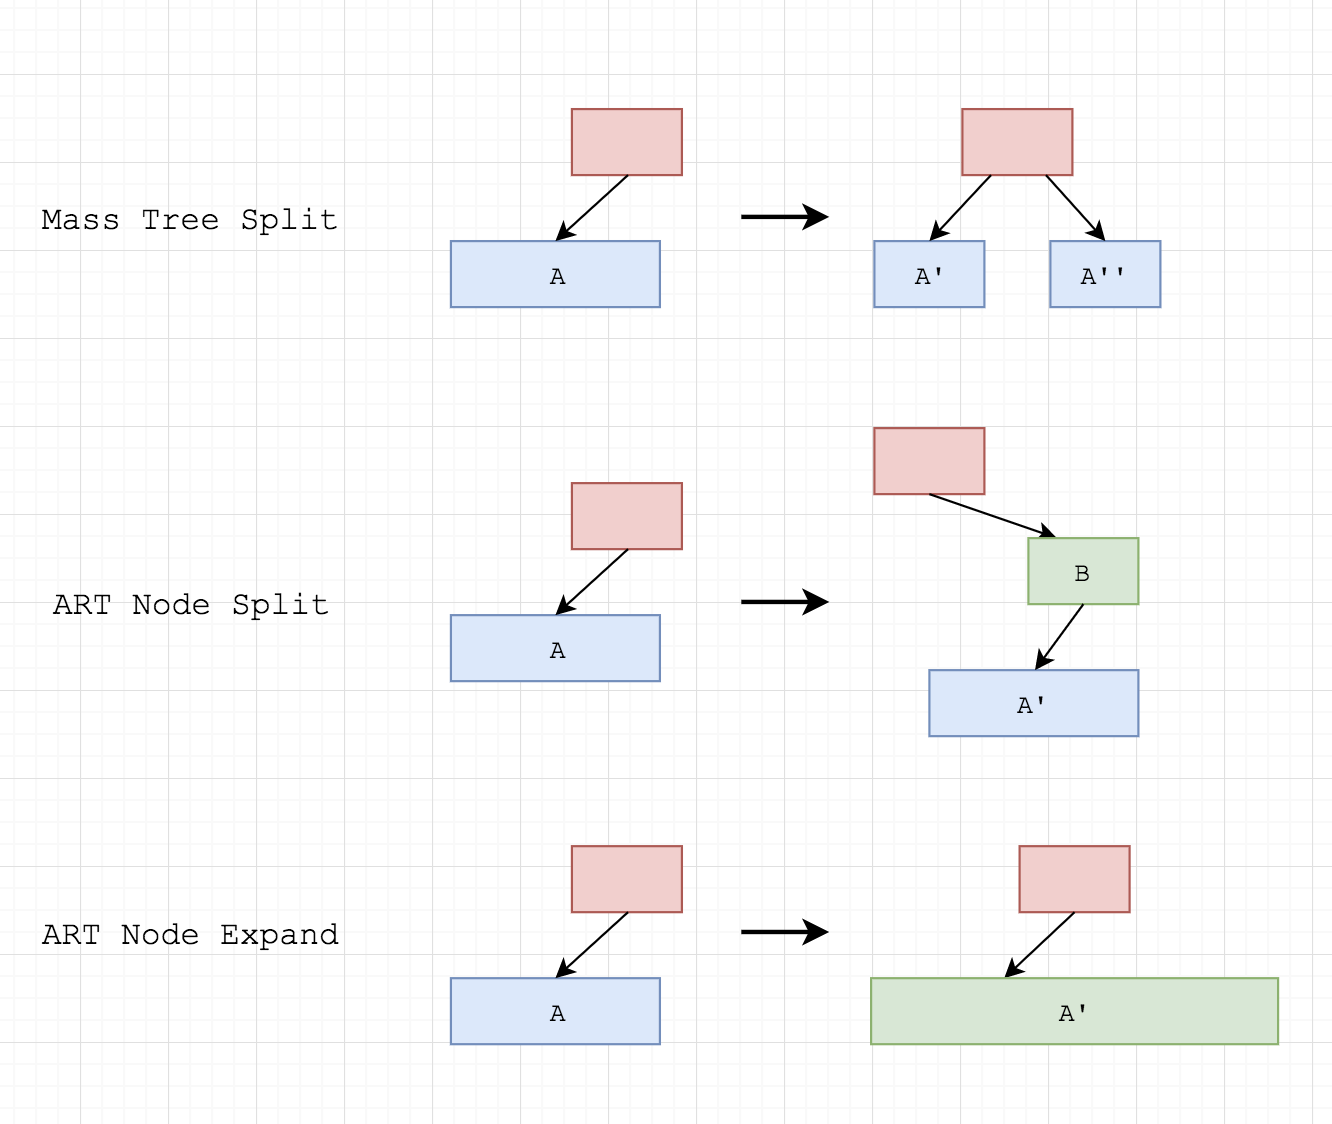 Mass Tree Split
A
A'
A''
ART Node Split
A
B
A'
ART Node Expand
A
A'